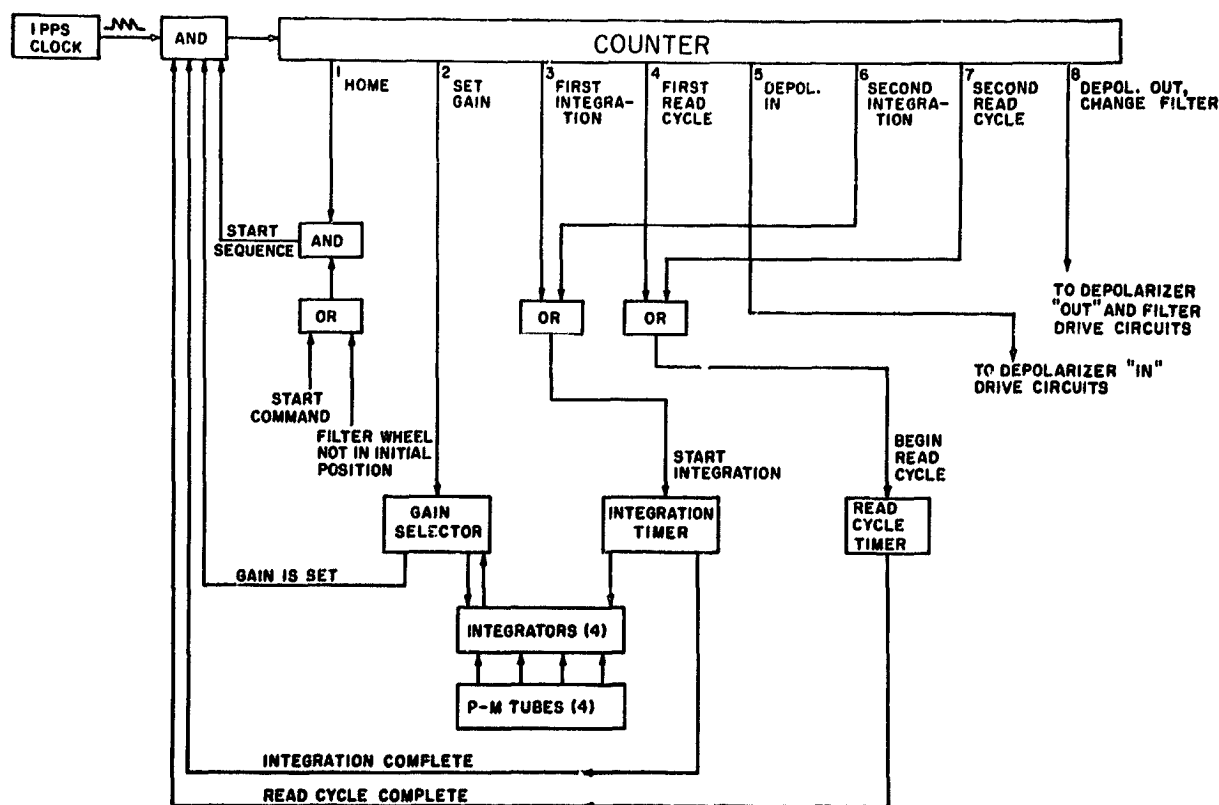 1 PPS
CLOCK
AND
COUNTER
1
HOME
2
SET
GAIN
3
FIRST
INTEGRA-
TION
4
FIRST
READ
CYCLE
5
DEPOL.
IN
6
SECOND
INTEGRA-
TION
7
SECOND
READ
CYCLE
8
DEPOL. OUT,
CHANGE FILTER
START
SEQUENCE
AND
OR
START
COMMAND
FILTER WHEEL
NOT IN INITIAL
POSITION
OR
OR
TO DEPOLARIZER
"OUT" AND FILTER
DRIVE CIRCUITS
TO DEPOLARIZER "IN"
DRIVE CIRCUITS
START
INTEGRATION
BEGIN
READ
CYCLE
GAIN
SELECTOR
INTEGRATION
TIMER
READ
CYCLE
TIMER
GAIN IS SET
INTEGRATORS (4)
P-M TUBES (4)
INTEGRATION COMPLETE
READ CYCLE COMPLETE